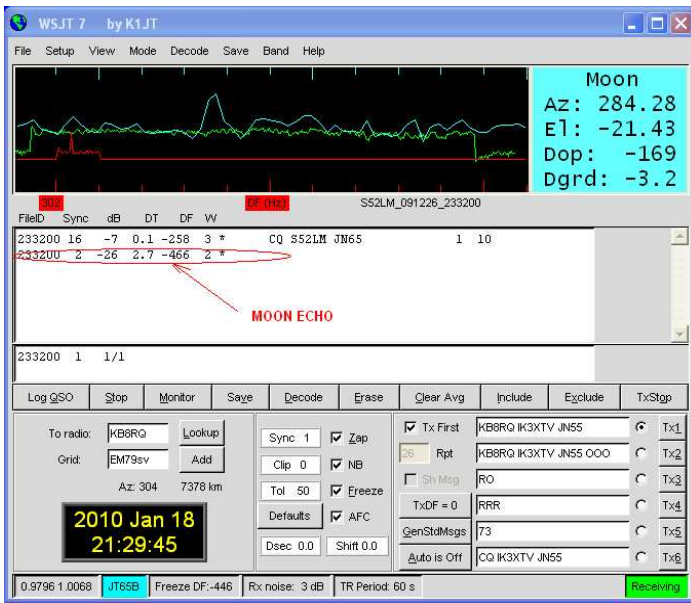 WSJT 7 by K1JT
File Setup View Mode Decode Save Band Help
Moon
Az: 284.28
El: -21.43
Dop: -169
Dgrd: -3.2
302 DF (Hz) S52LM_091226_233200
FileID Sync dB DT DF W
233200 16 -7 0.1 -258 3 * CQ S52LM JN65 1 10
233200 2 -26 2.7 -466 2 *
MOON ECHO
233200 1 1/1
Log QSO Stop Monitor Save Decode Erase Clear Avg Include Exclude TxStop
To radio: KB8RQ Lookup
Grid: EM79sv Add
Az: 304 7378 km
2010 Jan 18
21:29:45
Sync 1 Zap
Clip 0 NB
Tol 50 Freeze
Defaults AFC
Dsec 0.0 Shift 0.0
Tx First KB8RQ IK3XTV JN55 Tx1
26 Rpt KB8RQ IK3XTV JN55 OOO Tx2
Sh Msg RO Tx3
TxDF = 0 RRR Tx4
GenStdMsgs 73 Tx5
Auto is Off CQ IK3XTV JN55 Tx6
0.9796 1.0068 JT65B Freeze DF:-446 Rx noise: 3 dB TR Period: 60 s Receiving